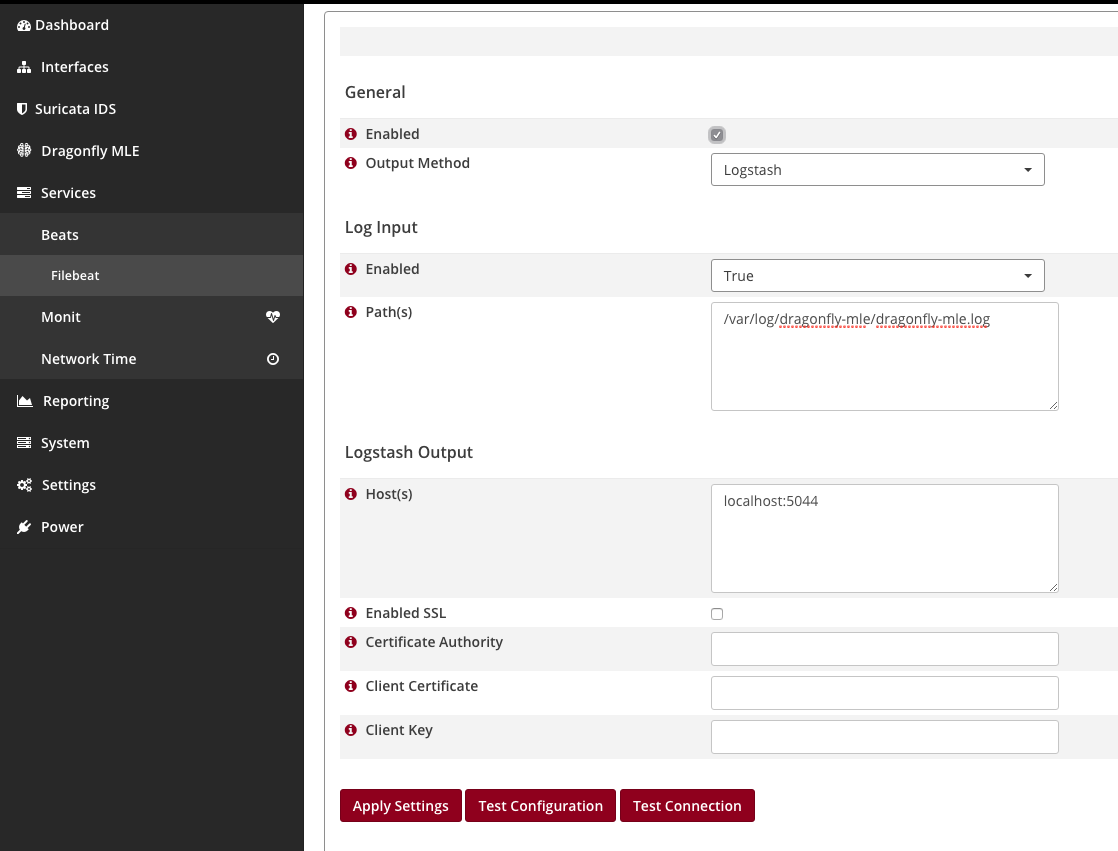 Dashboard
Interfaces
Suricata IDS
Dragonfly MLE
Services
Beats
Filebeat
Monit
Network Time
Reporting
System
Settings
Power
General
Enabled
Output Method
Logstash
Log Input
Enabled
True
Path(s)
/var/log/dragonfly-mle/dragonfly-mle.log
Logstash Output
Host(s)
localhost:5044
Enabled SSL
Certificate Authority
Client Certificate
Client Key
Apply Settings
Test Configuration
Test Connection